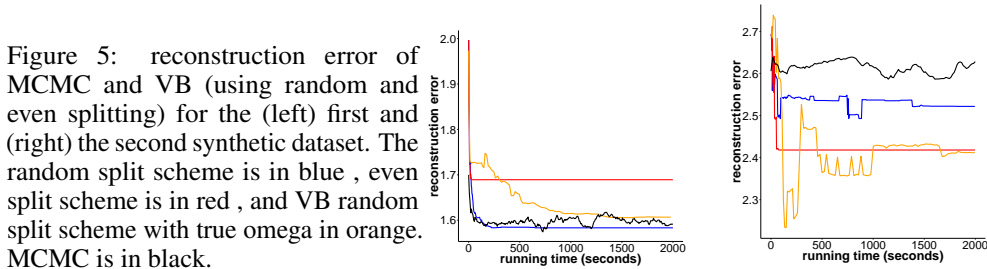 Figure 5: reconstruction error of
MCMC and VB (using random and
even splitting) for the (left) first and
(right) the second synthetic dataset. The
random split scheme is in blue , even
split scheme is in red , and VB random
split scheme with true omega in orange.
MCMC is in black.
reconstruction error
2.0
1.9
1.8
1.7
1.6
0 500 1000 1500 2000
running time (seconds)
reconstruction error
2.7
2.6
2.5
2.4
2.3
0 500 1000 1500 2000
running time (seconds)